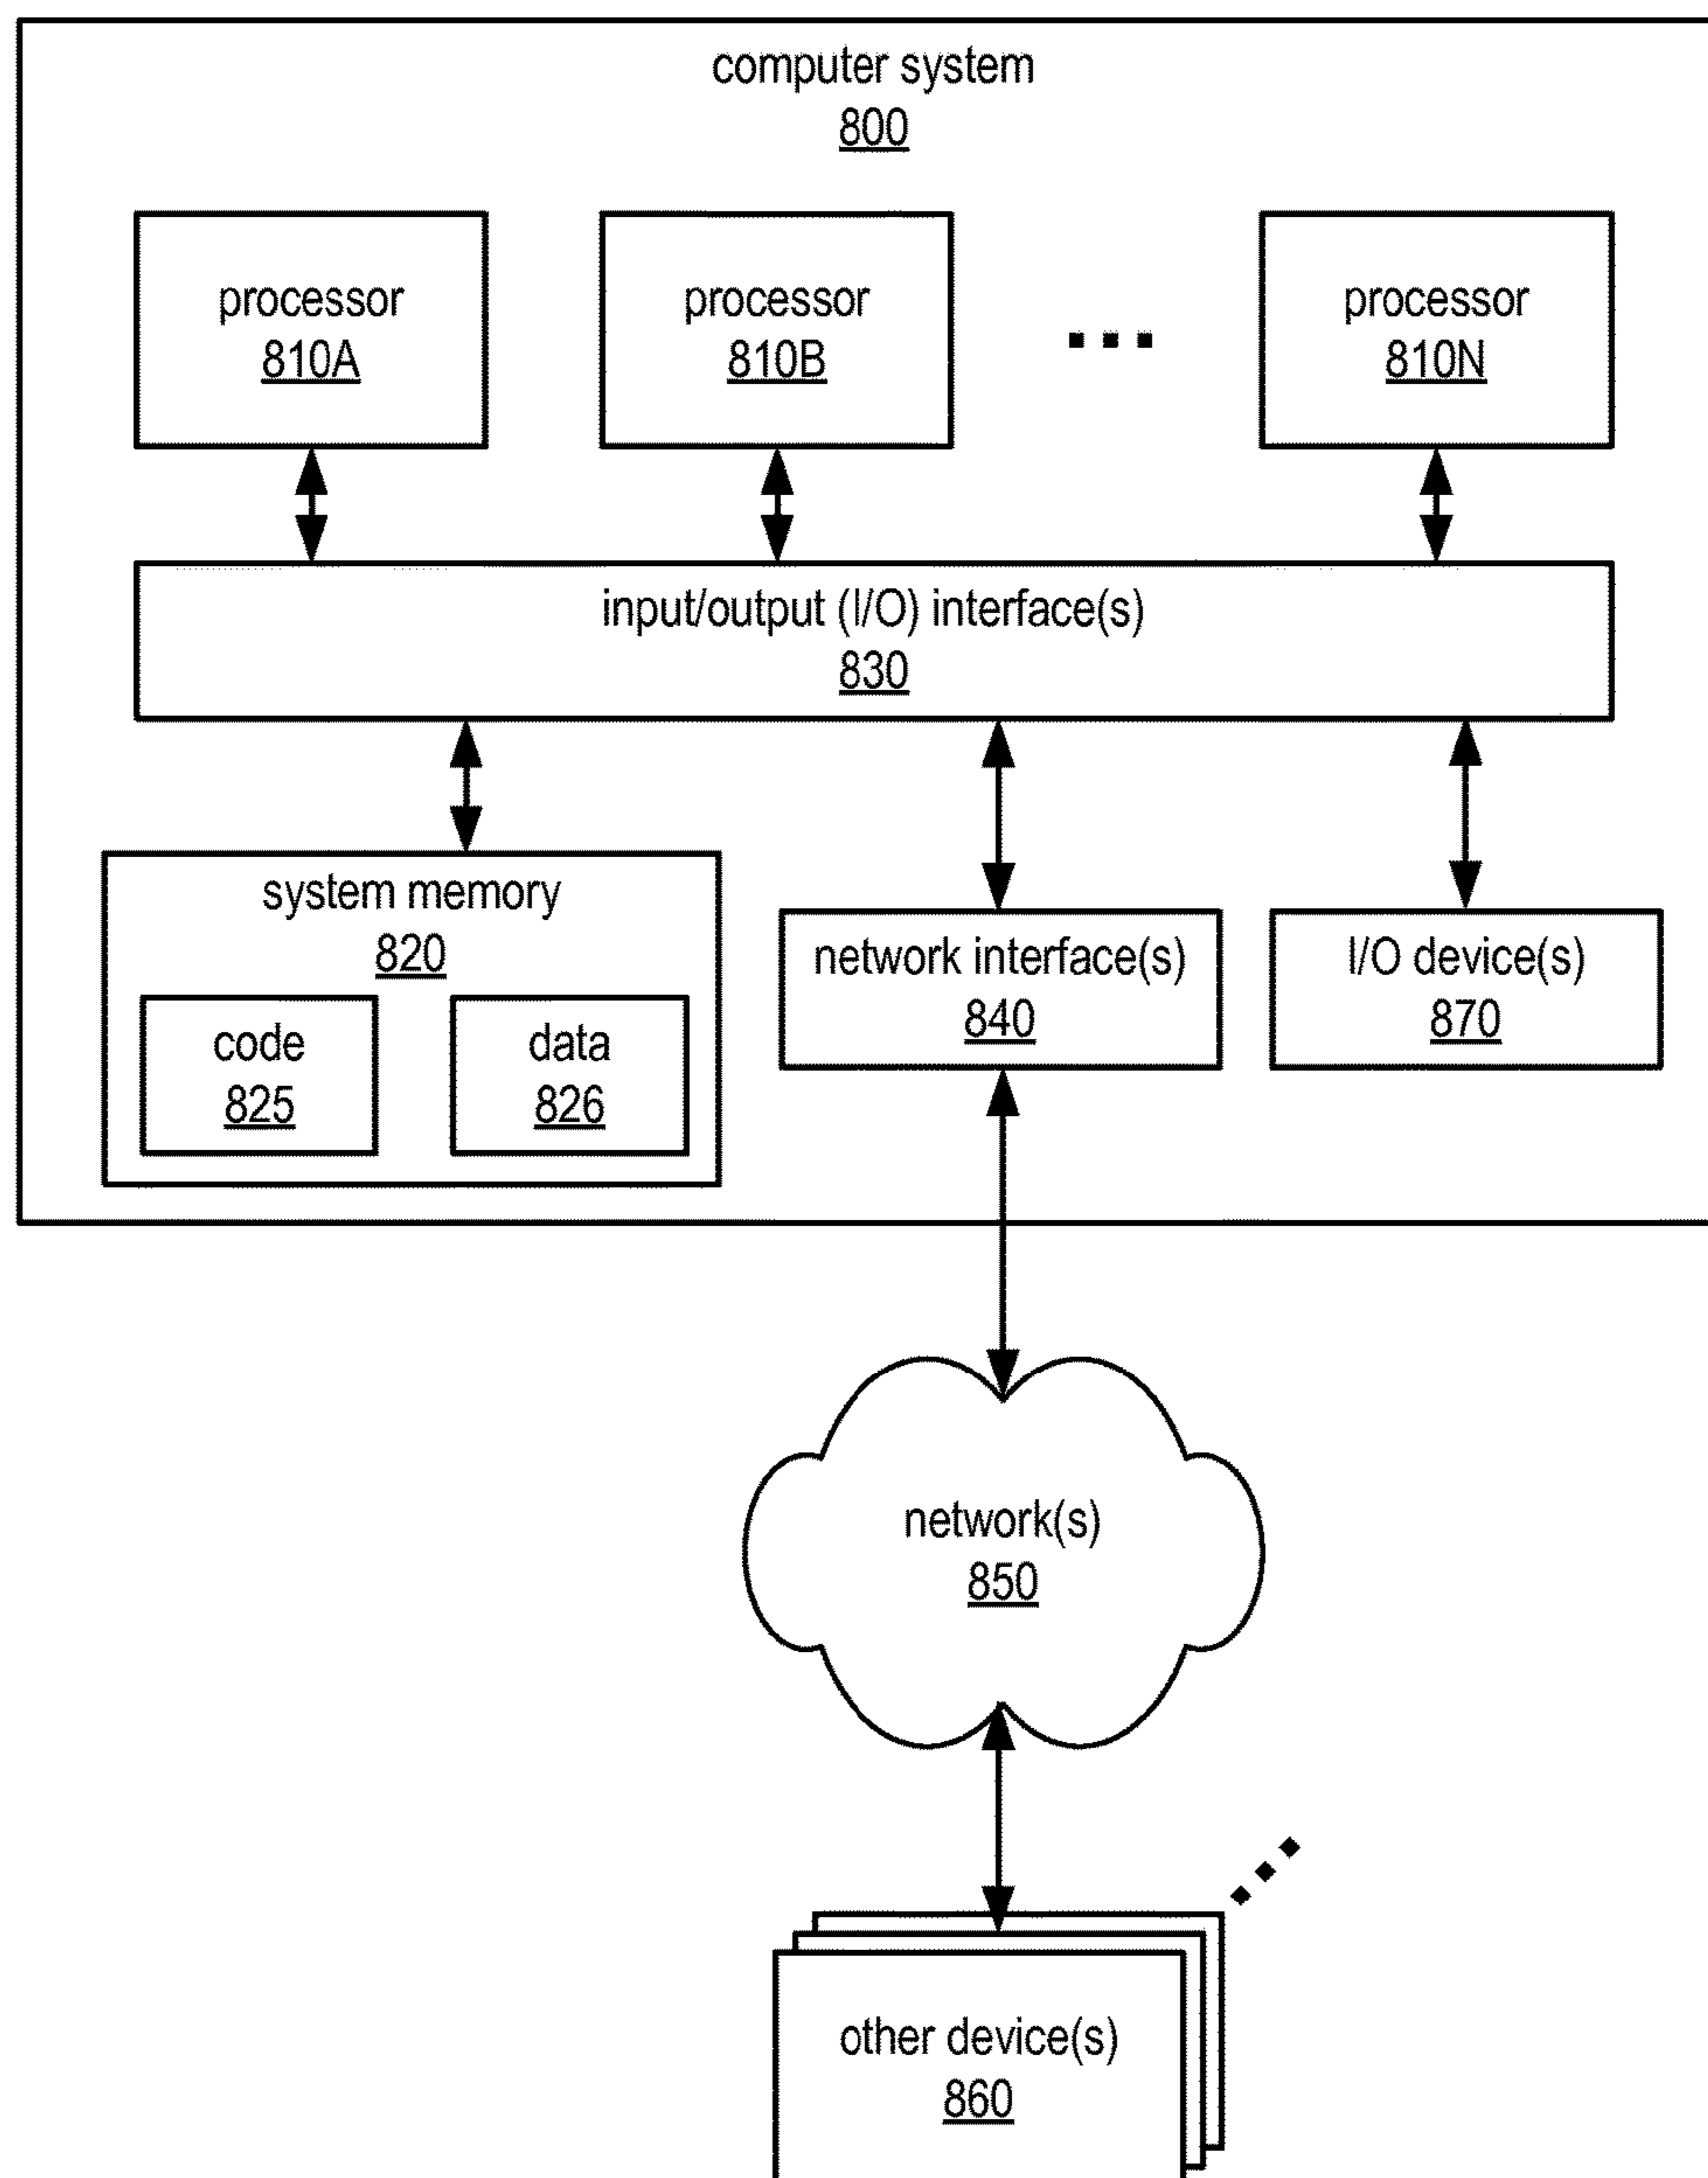 computer system
800
processor
810A
processor
810B
processor
810N
input/output (I/O) interface(s)
830
system memory
820
code
825
data
826
network interface(s)
840
I/O device(s)
870
network(s)
850
other device(s)
860